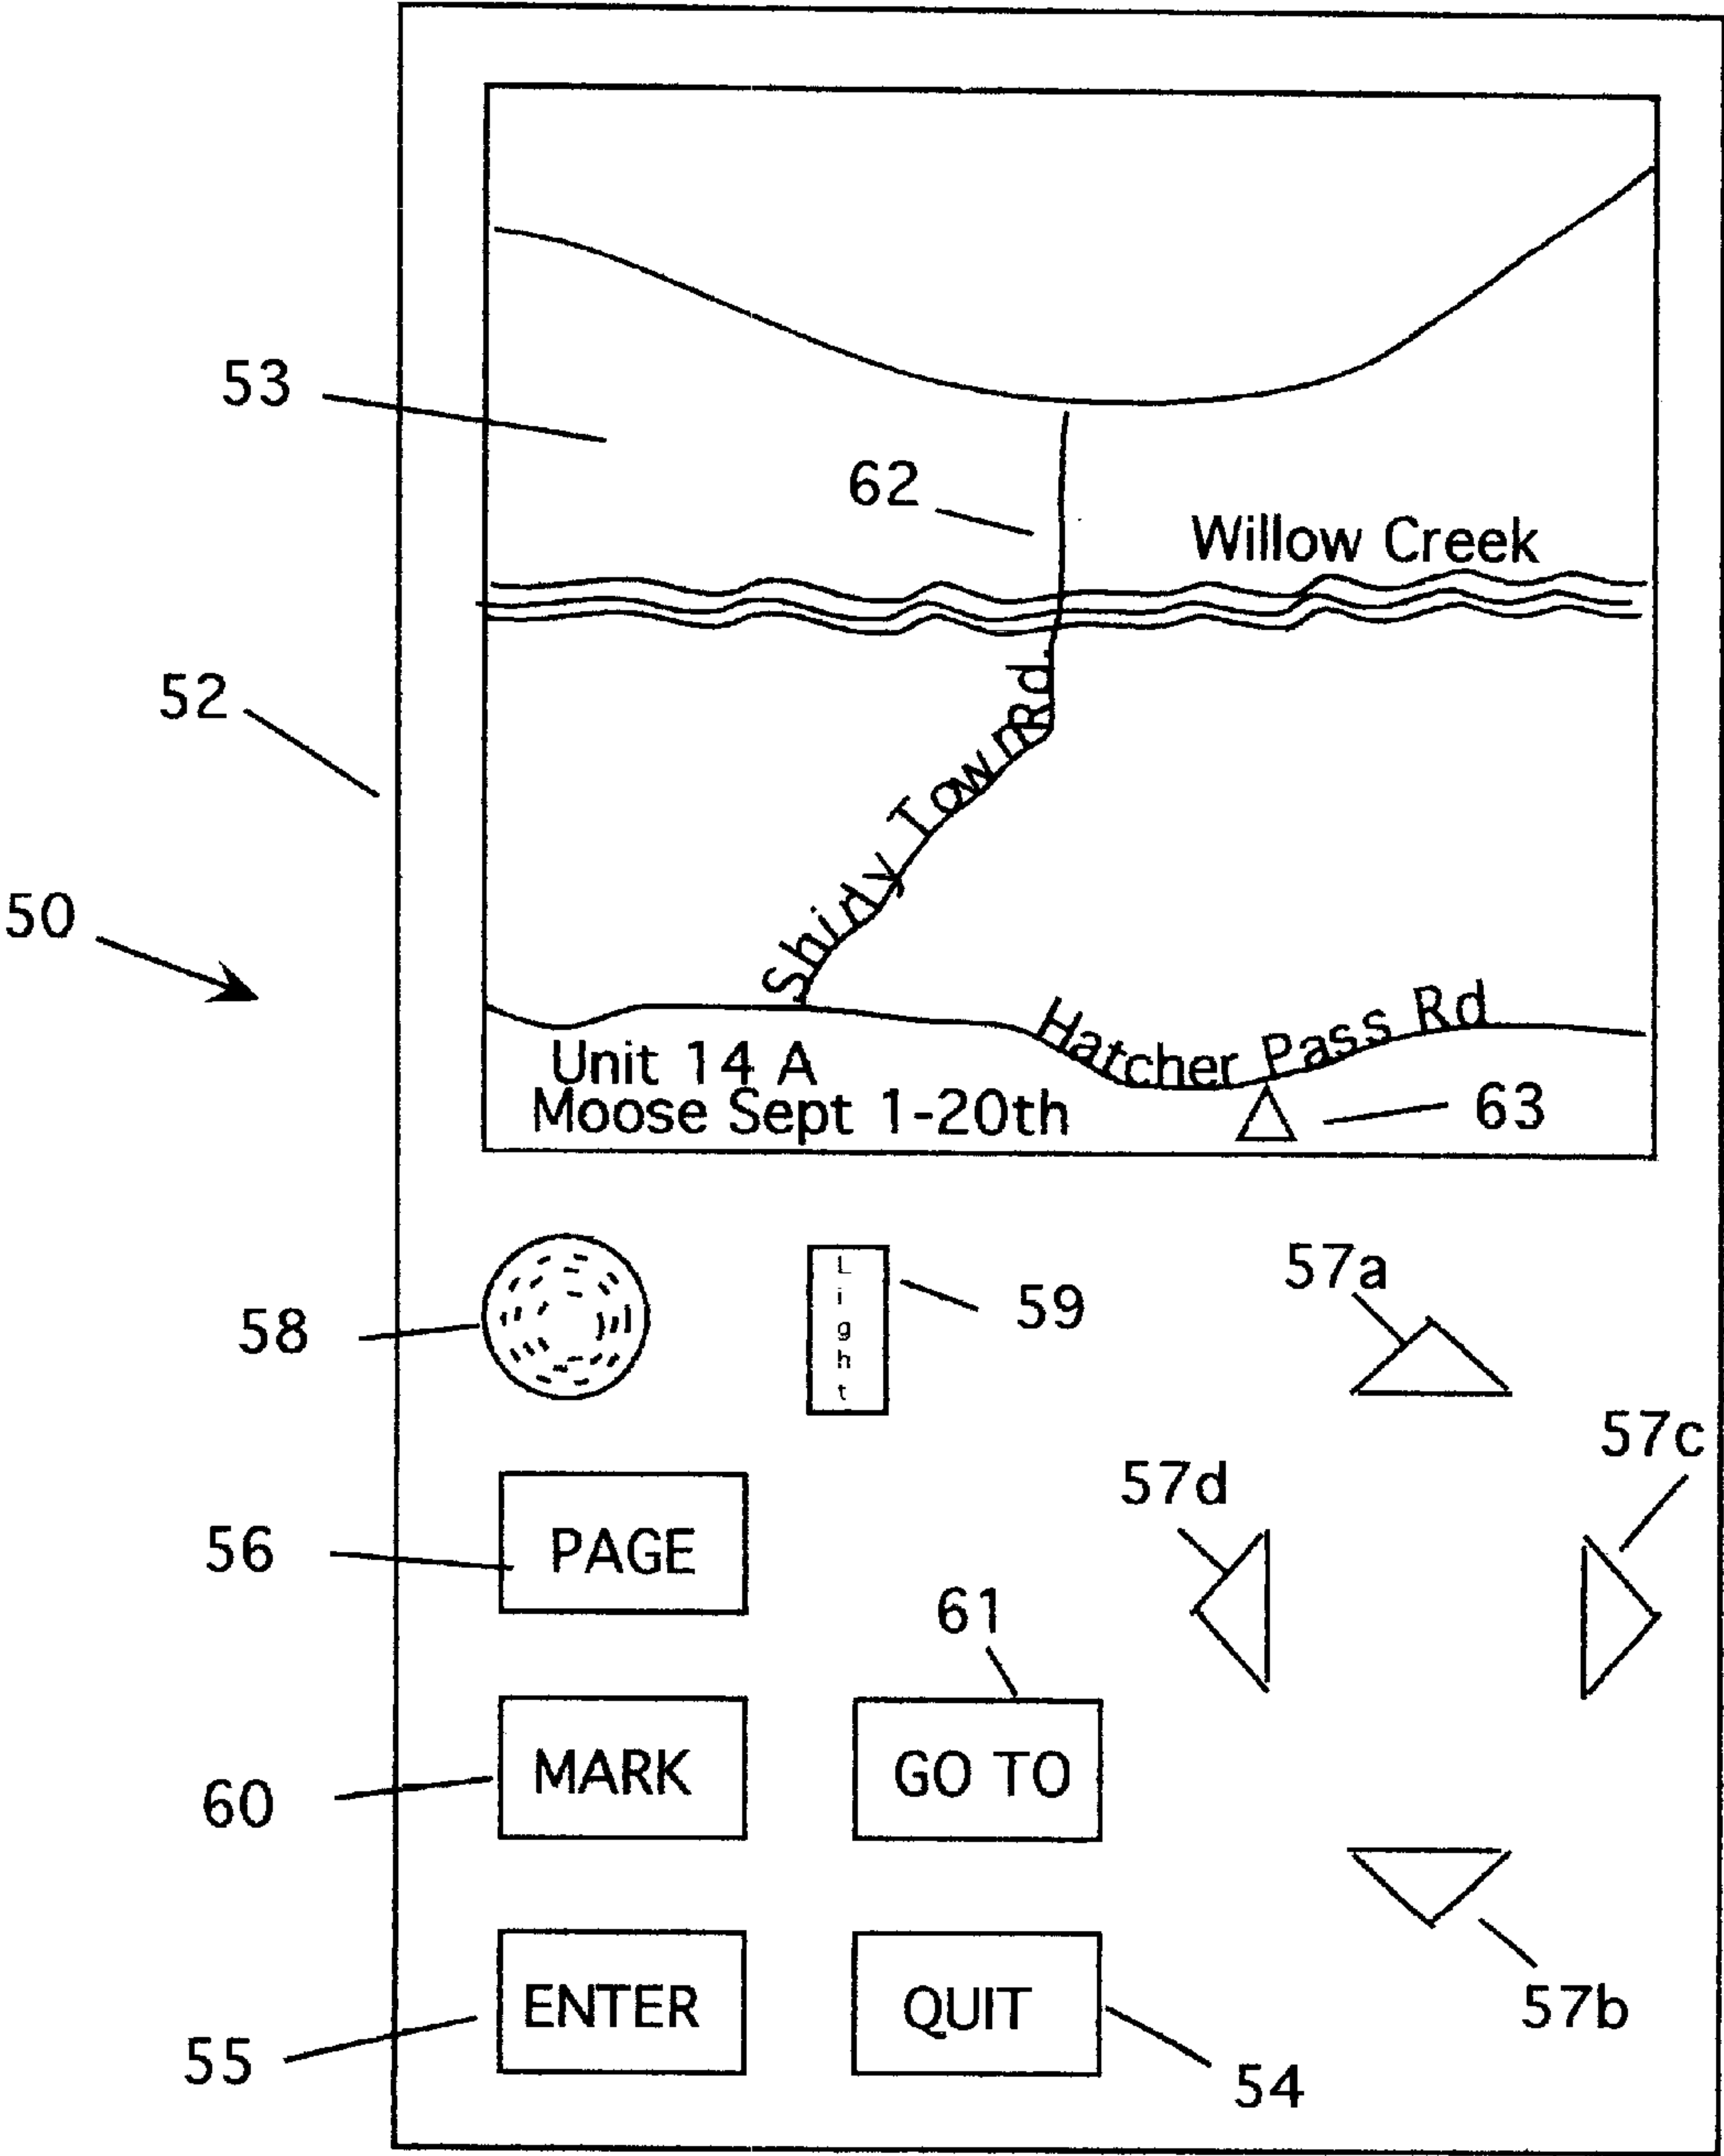 53
62
Willow Creek
52
Shidy Town Rd.
50
Hatcher Pass Rd
Unit 14 A
Moose Sept 1-20th
63
57a
58
Light
59
57c
57d
56
PAGE
61
MARK
GO TO
60
ENTER
QUIT
57b
55
54